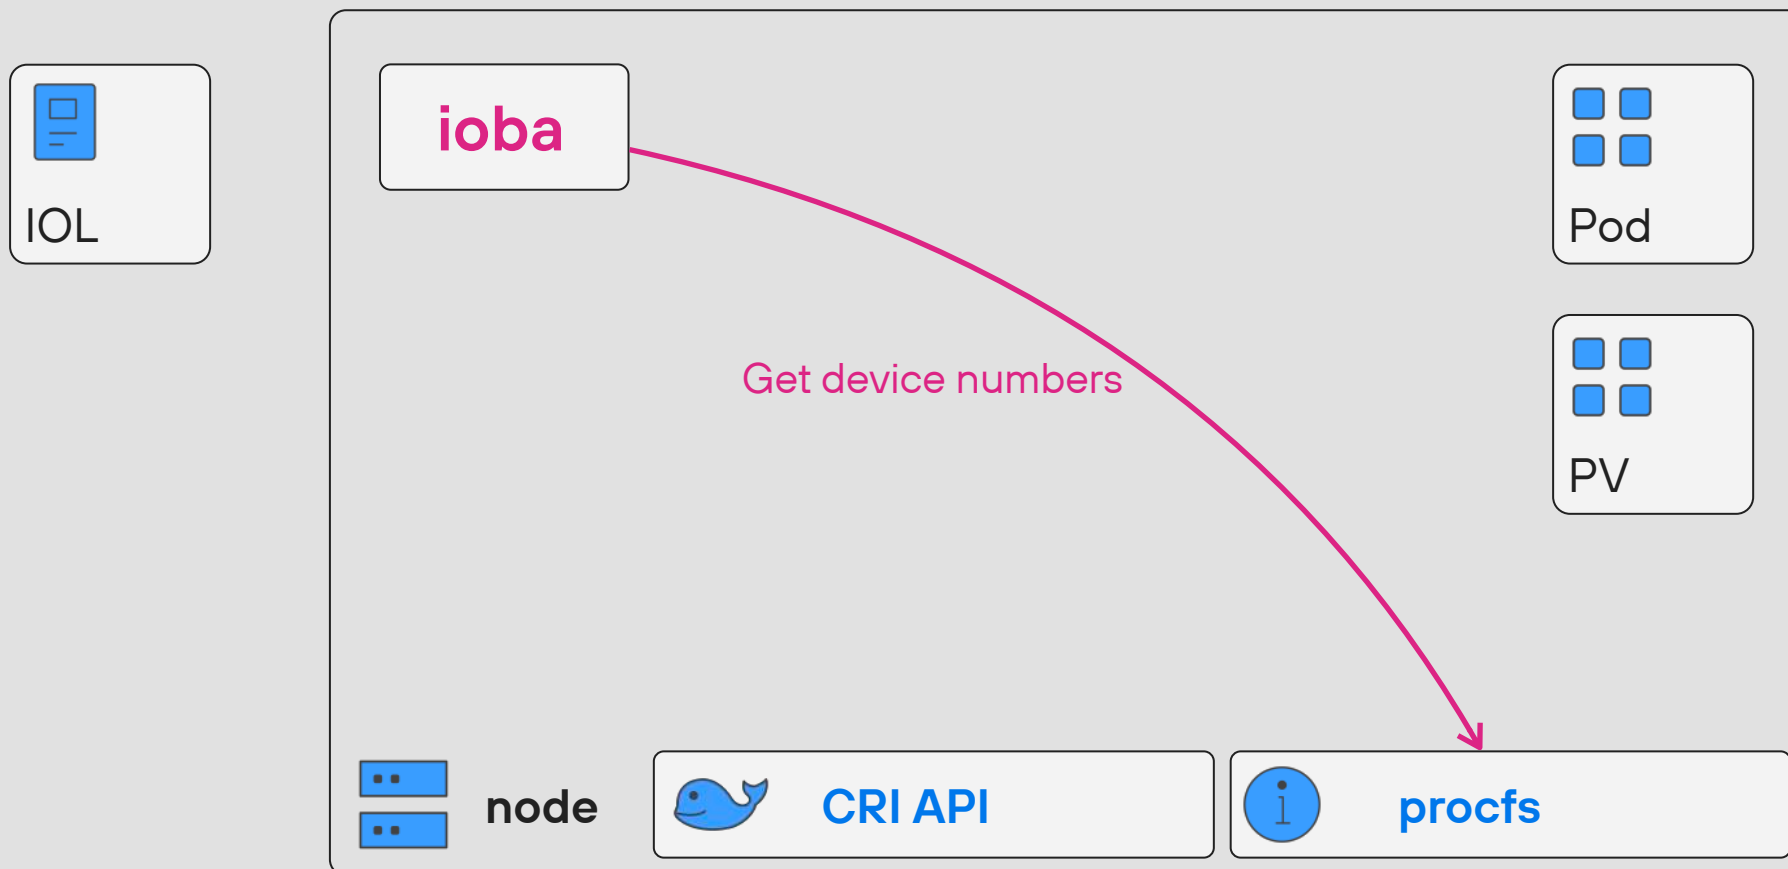 ioba
IOL
Pod
Get device numbers
PV
node
CRI API
procfs